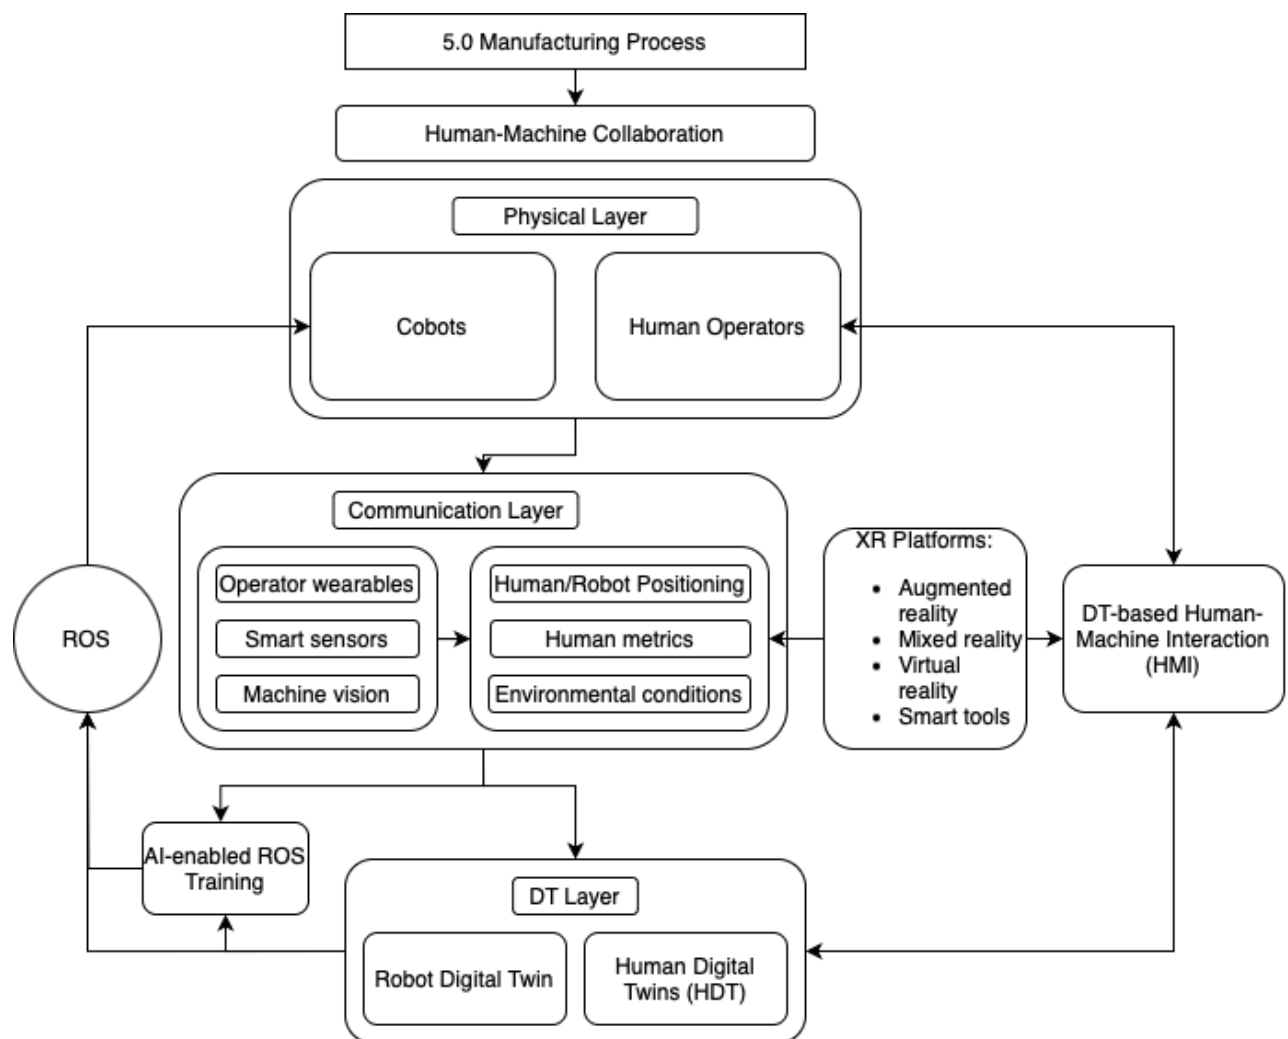 5.0 Manufacturing Process
Human-Machine Collaboration
Physical Layer
Cobots
Human Operators
Communication Layer
Operator wearables
Smart sensors
Machine vision
Human/Robot Positioning
Human metrics
Environmental conditions
XR Platforms:
• Augmented
reality
• Mixed reality
• Virtual
reality
• Smart tools
DT-based Human-
Machine Interaction
(HMI)
ROS
AI-enabled ROS
Training
DT Layer
Robot Digital Twin
Human Digital
Twins (HDT)